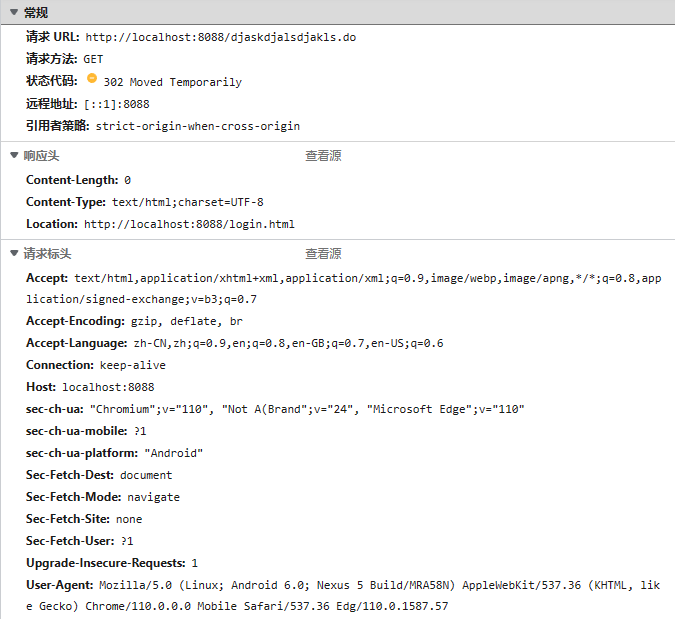 常规
请求 URL: http://localhost:8088/djaskdjalsdjakls.do
请求方法: GET
状态代码: 302 Moved Temporarily
远程地址: [::1]:8088
引用者策略: strict-origin-when-cross-origin
响应头 查看源
Content-Length: 0
Content-Type: text/html;charset=UTF-8
Location: http://localhost:8088/login.html
请求标头 查看源
Accept: text/html,application/xhtml+xml,application/xml;q=0.9,image/webp,image/apng,*/*;q=0.8,app
lication/signed-exchange;v=b3;q=0.7
Accept-Encoding: gzip, deflate, br
Accept-Language: zh-CN,zh;q=0.9,en;q=0.8,en-GB;q=0.7,en-US;q=0.6
Connection: keep-alive
Host: localhost:8088
sec-ch-ua: "Chromium";v="110", "Not A(Brand";v="24", "Microsoft Edge";v="110"
sec-ch-ua-mobile: ?1
sec-ch-ua-platform: "Android"
Sec-Fetch-Dest: document
Sec-Fetch-Mode: navigate
Sec-Fetch-Site: none
Sec-Fetch-User: ?1
Upgrade-Insecure-Requests: 1
User-Agent: Mozilla/5.0 (Linux; Android 6.0; Nexus 5 Build/MRA58N) AppleWebKit/537.36 (KHTML, lik
e Gecko) Chrome/110.0.0.0 Mobile Safari/537.36 Edg/110.0.1587.57